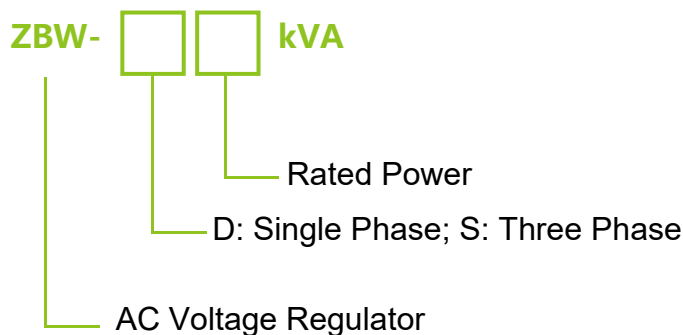 ZBW- kVA
Rated Power
D: Single Phase; S: Three Phase
AC Voltage Regulator